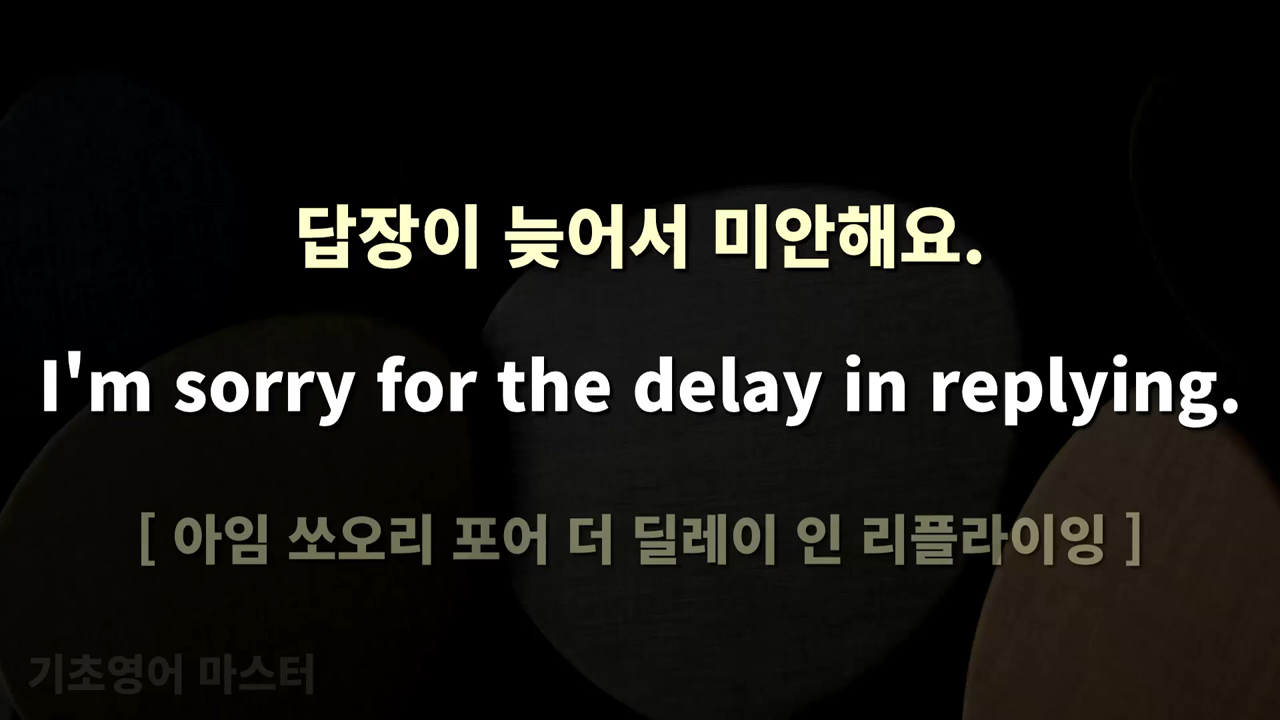 답장이 늦어서 미안해요.
I'm sorry for the delay in replying.
[ 아임 쏘오리 포어 더 딜레이 인 리플라이잉 ]
기초영어 마스터